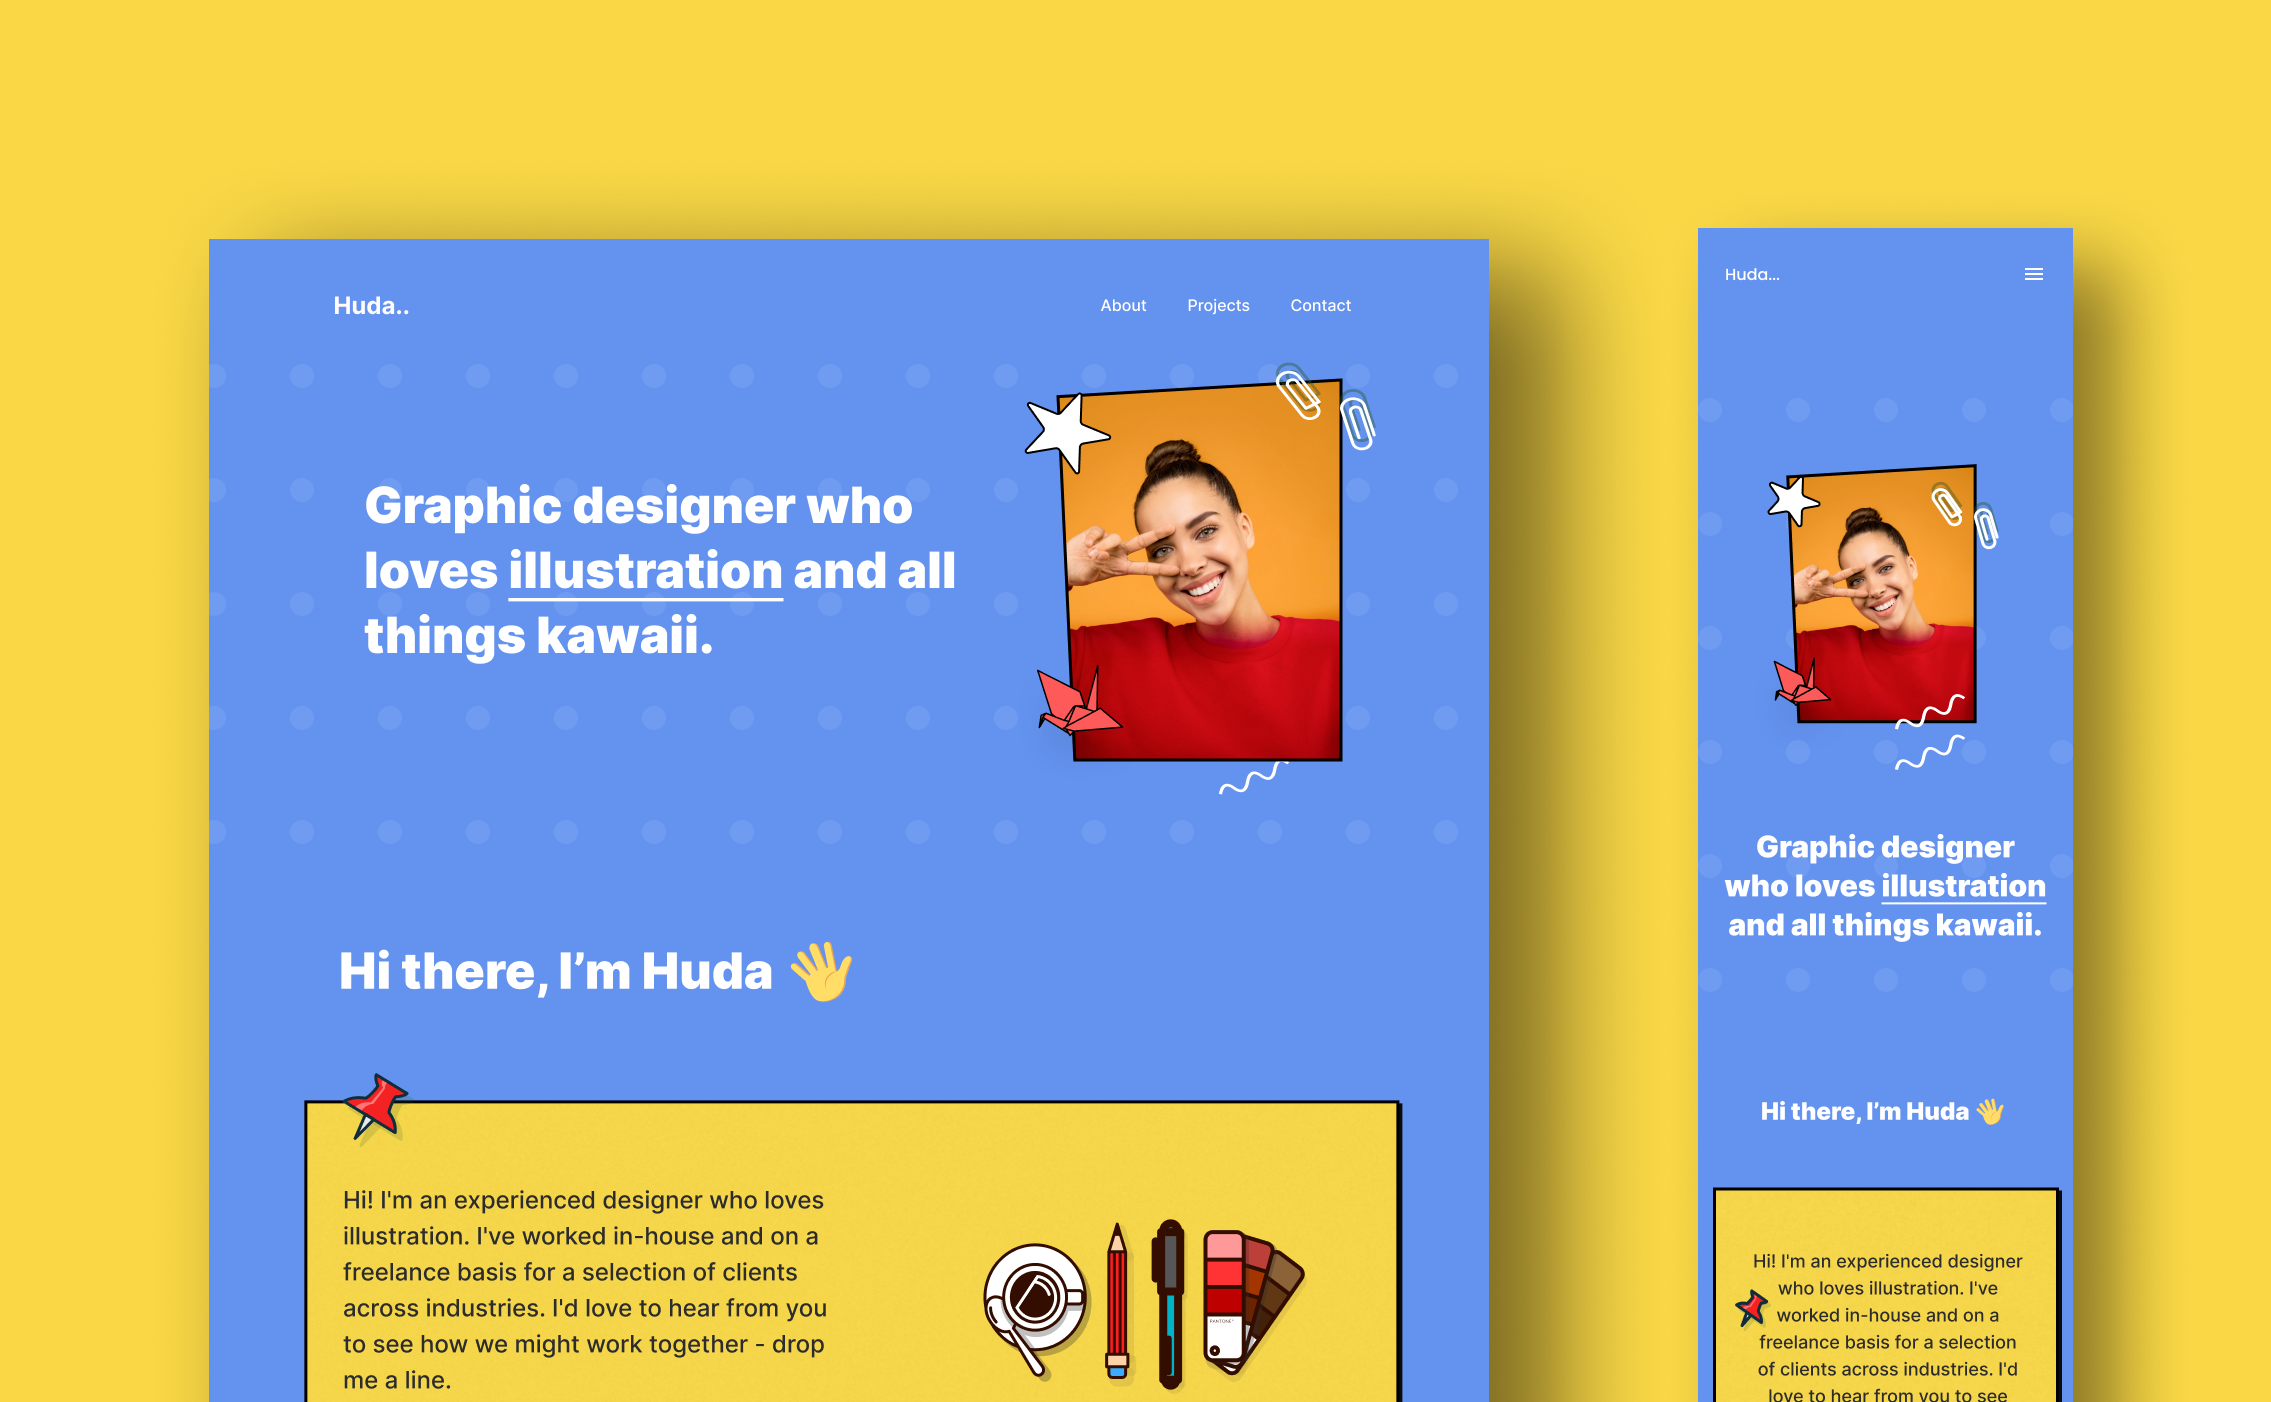 Huda..
About Projects Contact
Graphic designer who
loves illustration and all
things kawaii.
Hi there, I’m Huda 👋
Hi! I'm an experienced designer who loves
illustration. I've worked in-house and on a
freelance basis for a selection of clients
across industries. I'd love to hear from you
to see how we might work together - drop
me a line.
PANTONE®
Huda...
Graphic designer
who loves illustration
and all things kawaii.
Hi there, I’m Huda 👋
Hi! I'm an experienced designer
who loves illustration. I've
worked in-house and on a
freelance basis for a selection
of clients across industries. I'd
love to hear from you to see